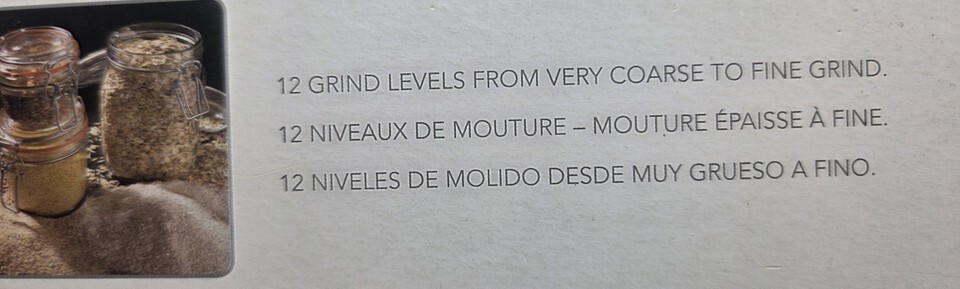 12 GRIND LEVELS FROM VERY COARSE TO FINE GRIND.
12 NIVEAUX DE MOUTURE – MOUTURE ÉPAISSE À FINE.
12 NIVELES DE MOLIDO DESDE MUY GRUESO A FINO.